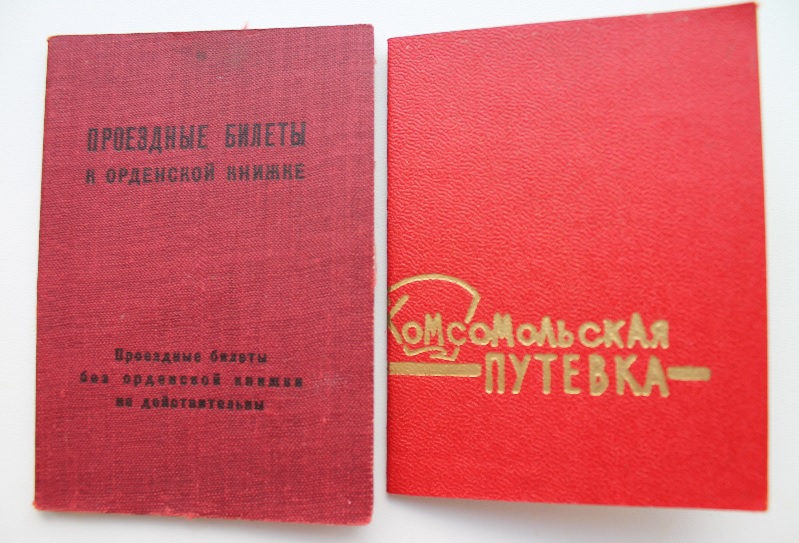 ПРОЕЗДНЫЕ БИЛЕТЫ
К ОРДЕНСКОЙ КНИЖКЕ
Проездные билеты
без орденской книжки
не действительны
КОМСОМОЛЬСКАЯ
ПУТЕВКА